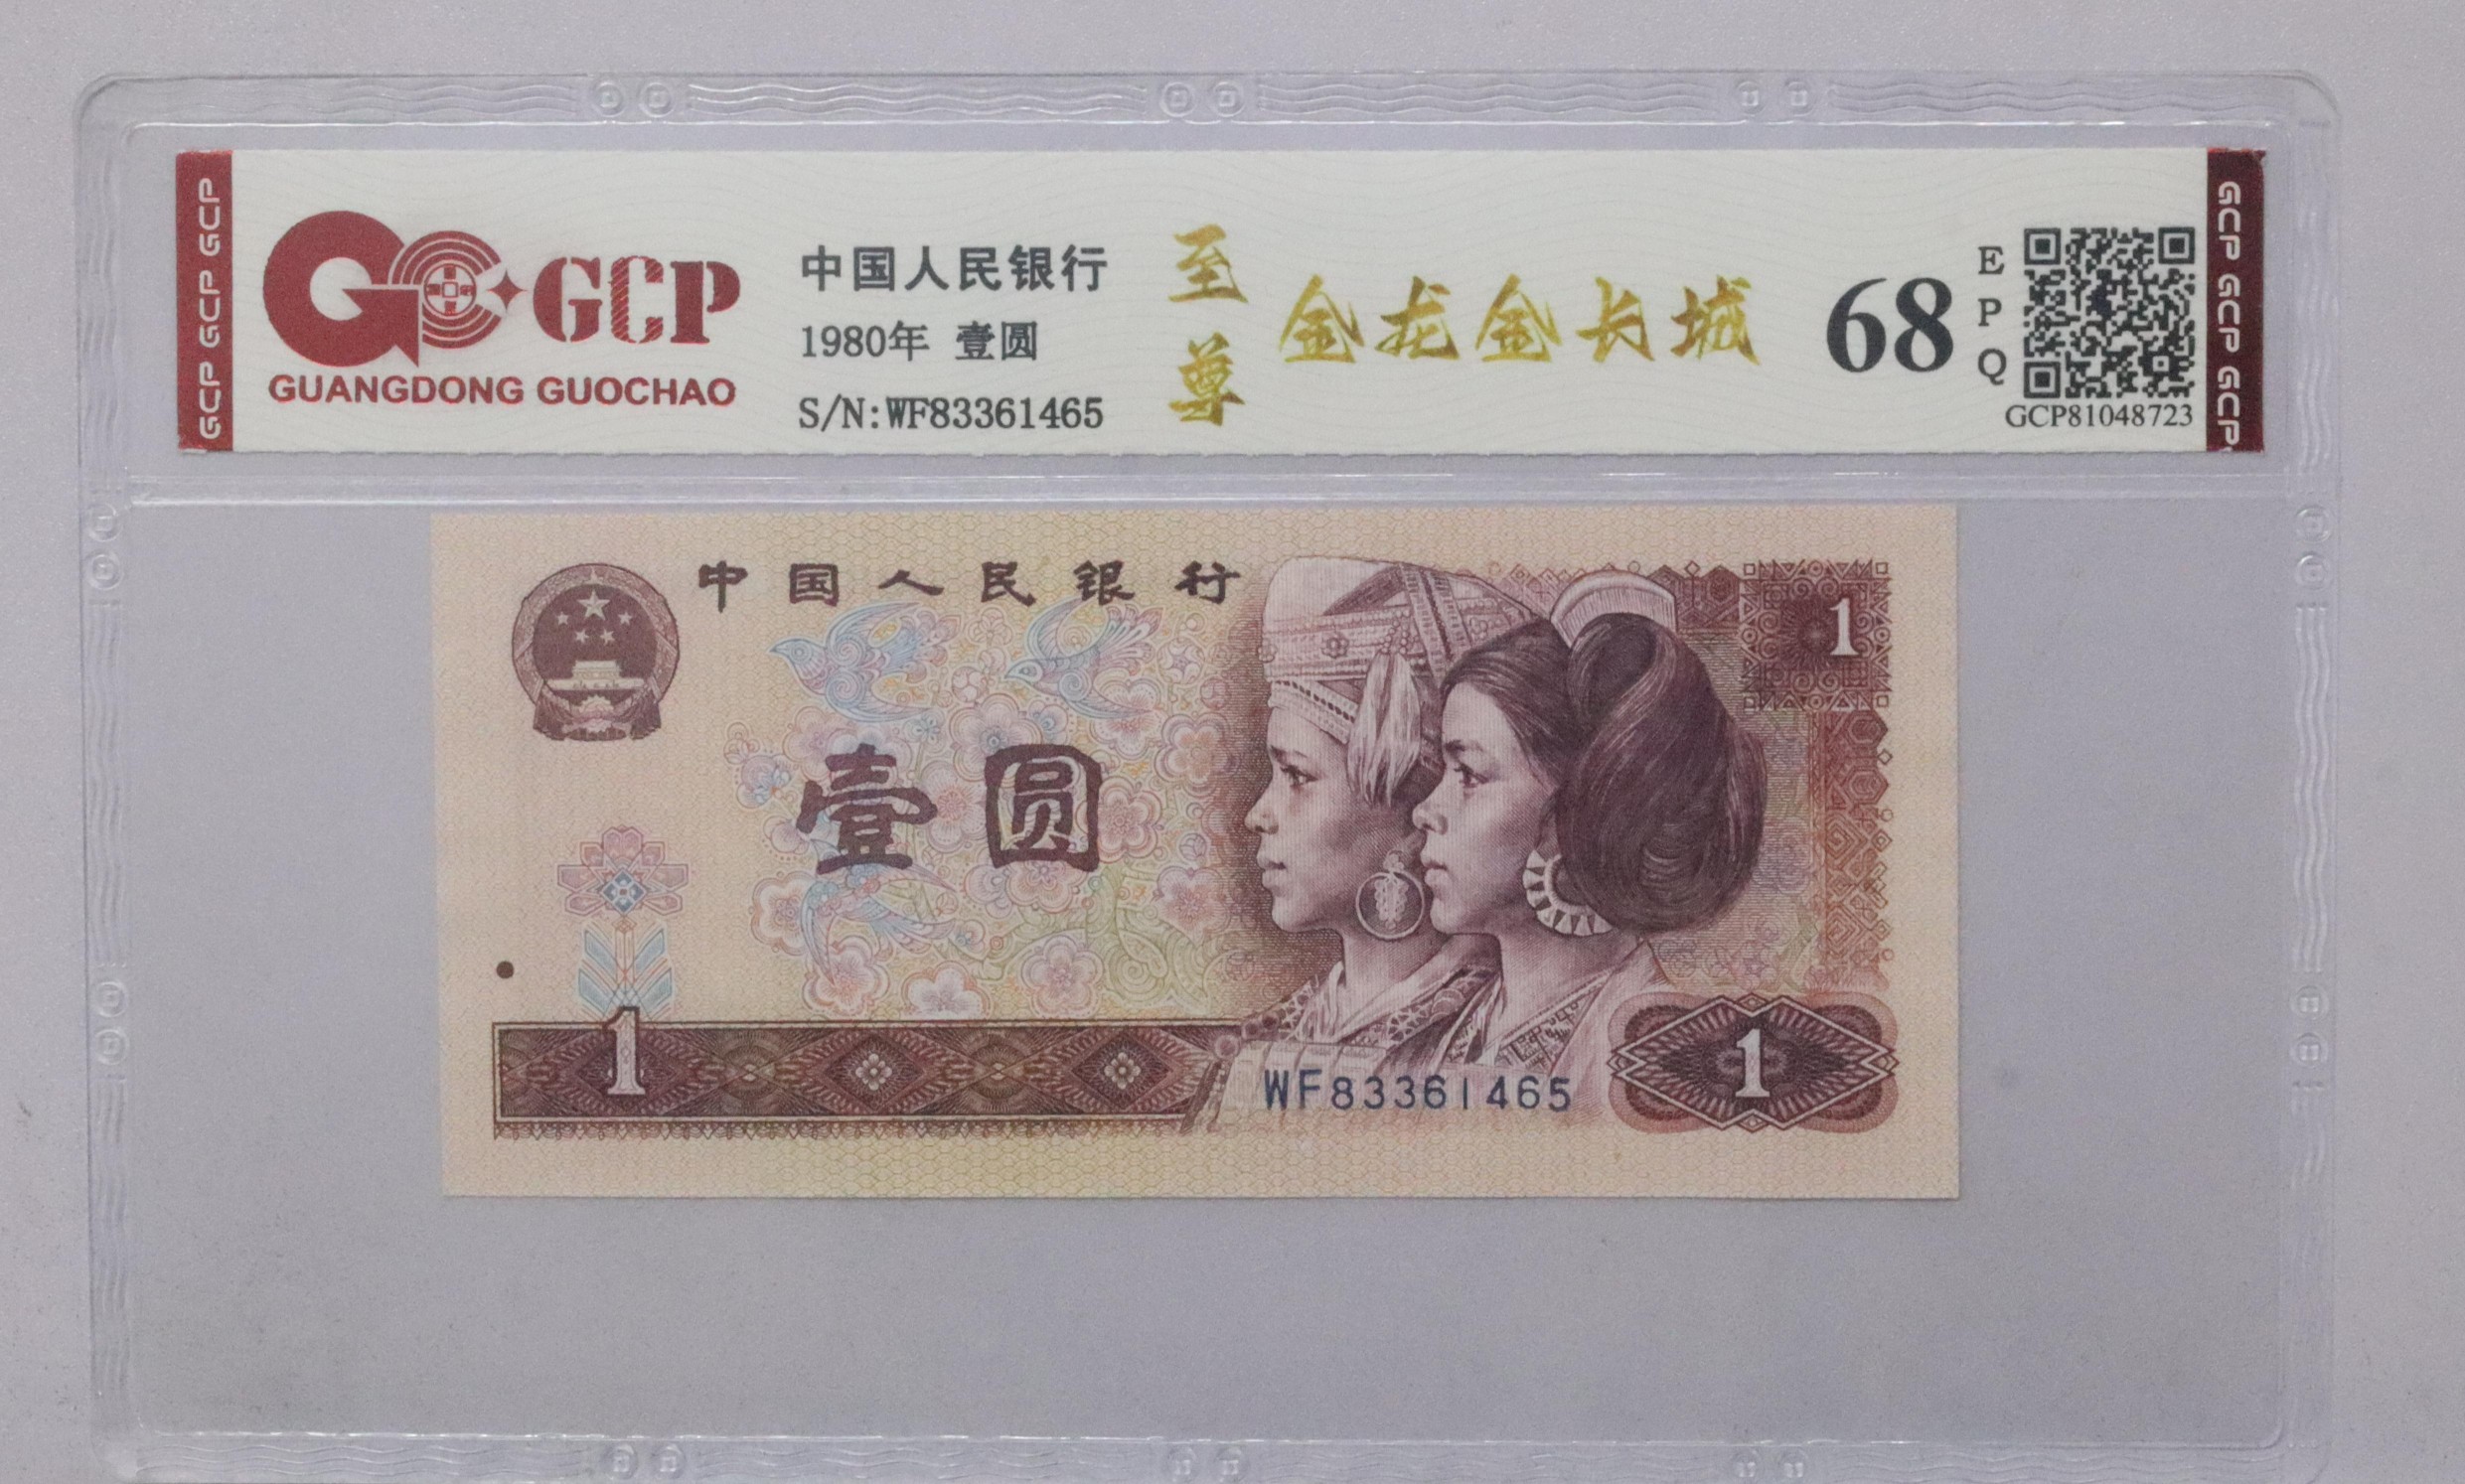 GCP GCP GCP
GCP
GUANGDONG GUOCHAO
中国人民银行
1980年 壹圆
S/N:WF83361465
至尊
金龙金长城
68
EPQ
GCP81048723
GCP GCP GCP
中国人民银行
1
壹圆
1
WF83361465
1